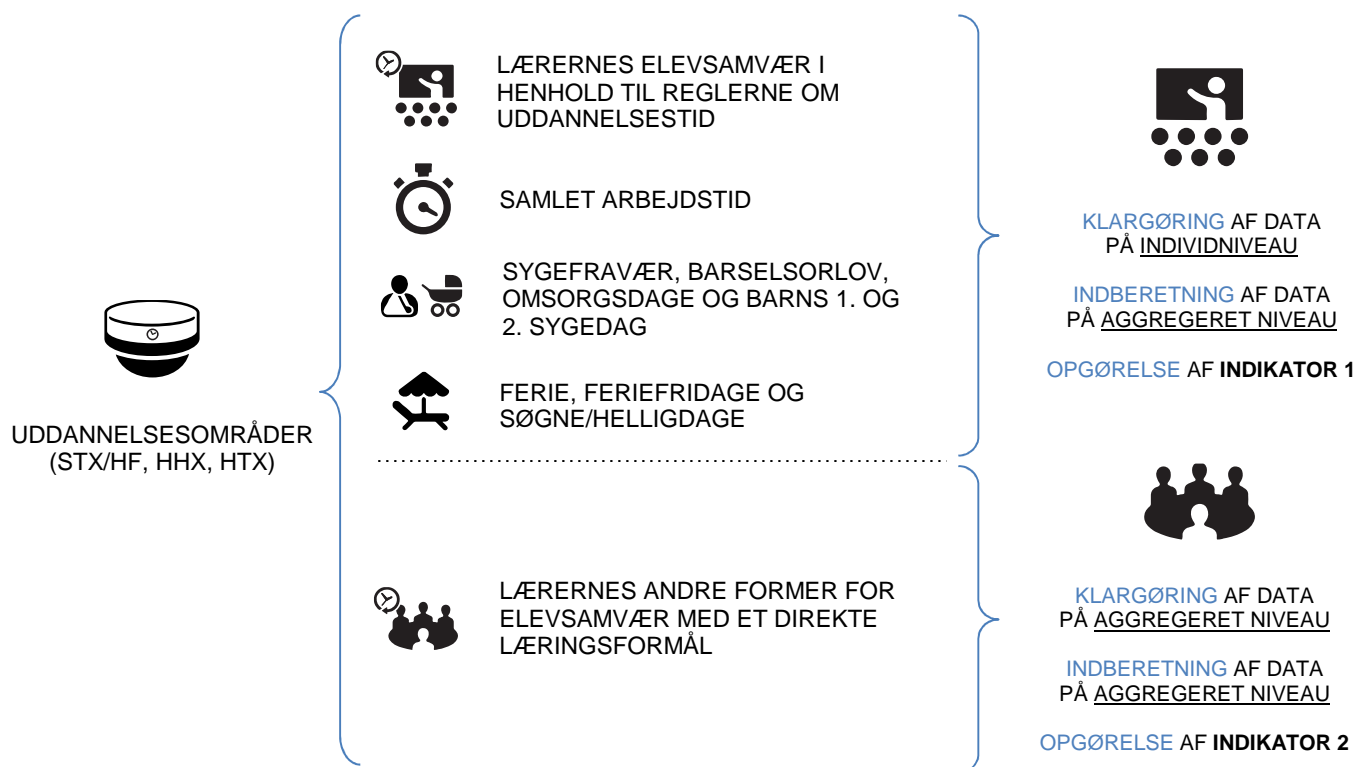 UDDANNELSESOMRÅDER
(STX/HF, HHX, HTX)
LÆRERNES ELEVSAMVÆR I
HENHOLD TIL REGLERNE OM
UDDANNELSESTID
SAMLET ARBEJDSTID
SYGEFRAVÆR, BARSELSORLOV,
OMSORGSDAGE OG BARNS 1. OG
2. SYGEDAG
FERIE, FERIEFRIDAGE OG
SØGNE/HELLIGDAGE
LÆRERNES ANDRE FORMER FOR
ELEVSAMVÆR MED ET DIREKTE
LÆRINGSFORMÅL
KLARGØRING AF DATA
PÅ INDIVIDNIVEAU
INDBERETNING AF DATA
PÅ AGGREGERET NIVEAU
OPGØRELSE AF INDIKATOR 1
KLARGØRING AF DATA
PÅ AGGREGERET NIVEAU
INDBERETNING AF DATA
PÅ AGGREGERET NIVEAU
OPGØRELSE AF INDIKATOR 2